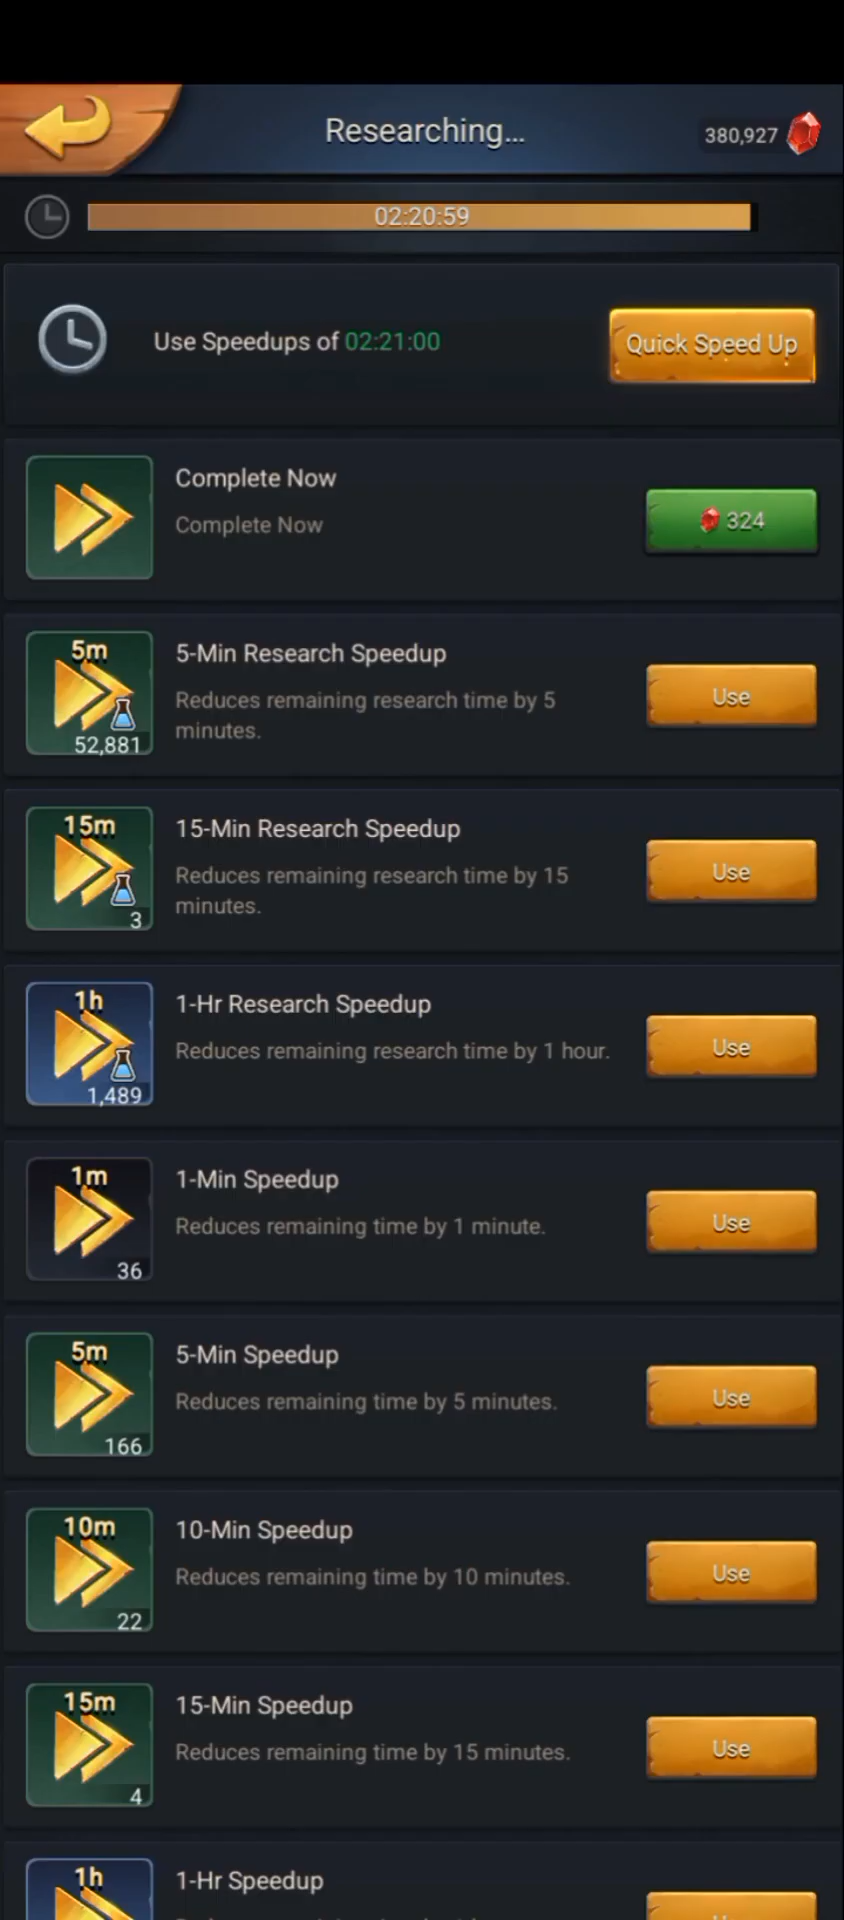 Researching...
380,927
02:20:59
Use Speedups of 02:21:00
Quick Speed Up
Complete Now
Complete Now
324
5m
52,881
5-Min Research Speedup
Reduces remaining research time by 5
minutes.
Use
15m
3
15-Min Research Speedup
Reduces remaining research time by 15
minutes.
Use
1h
1,489
1-Hr Research Speedup
Reduces remaining research time by 1 hour.
Use
1m
36
1-Min Speedup
Reduces remaining time by 1 minute.
Use
5m
166
5-Min Speedup
Reduces remaining time by 5 minutes.
Use
10m
22
10-Min Speedup
Reduces remaining time by 10 minutes.
Use
15m
4
15-Min Speedup
Reduces remaining time by 15 minutes.
Use
1h
1-Hr Speedup